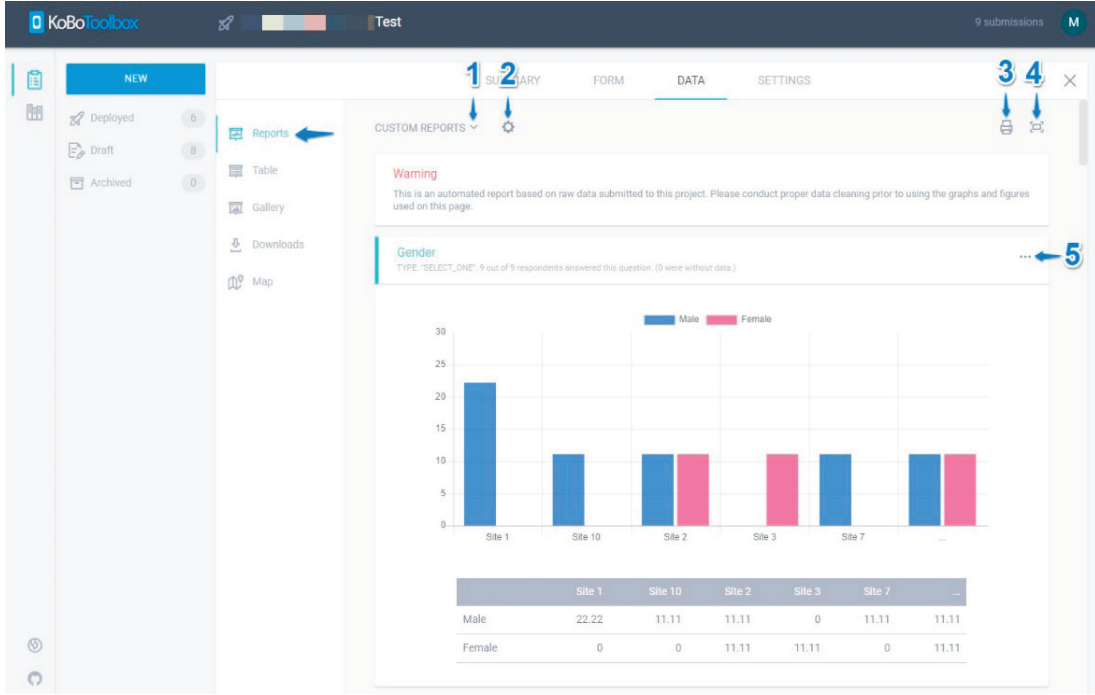 KoBoToolbox
Test
9 submissions
M
NEW
Deployed 6
Draft 8
Archived 0
1 2 3 4
SUMMARY FORM DATA SETTINGS
Reports
Table
Gallery
Downloads
Map
CUSTOM REPORTS
Warning
This is an automated report based on raw data submitted to this project. Please conduct proper data cleaning prior to using the graphs and figures
used on this page.
Gender
TYPE: "SELECT_ONE". 9 out of 9 respondents answered this question. (0 were without data.)
5
Male Female
30
25
20
15
10
5
0
Site 1 Site 10 Site 2 Site 3 Site 7 ...
Site 1 Site 10 Site 2 Site 3 Site 7 ...
Male 22.22 11.11 11.11 0 11.11 11.11
Female 0 0 11.11 11.11 0 11.11